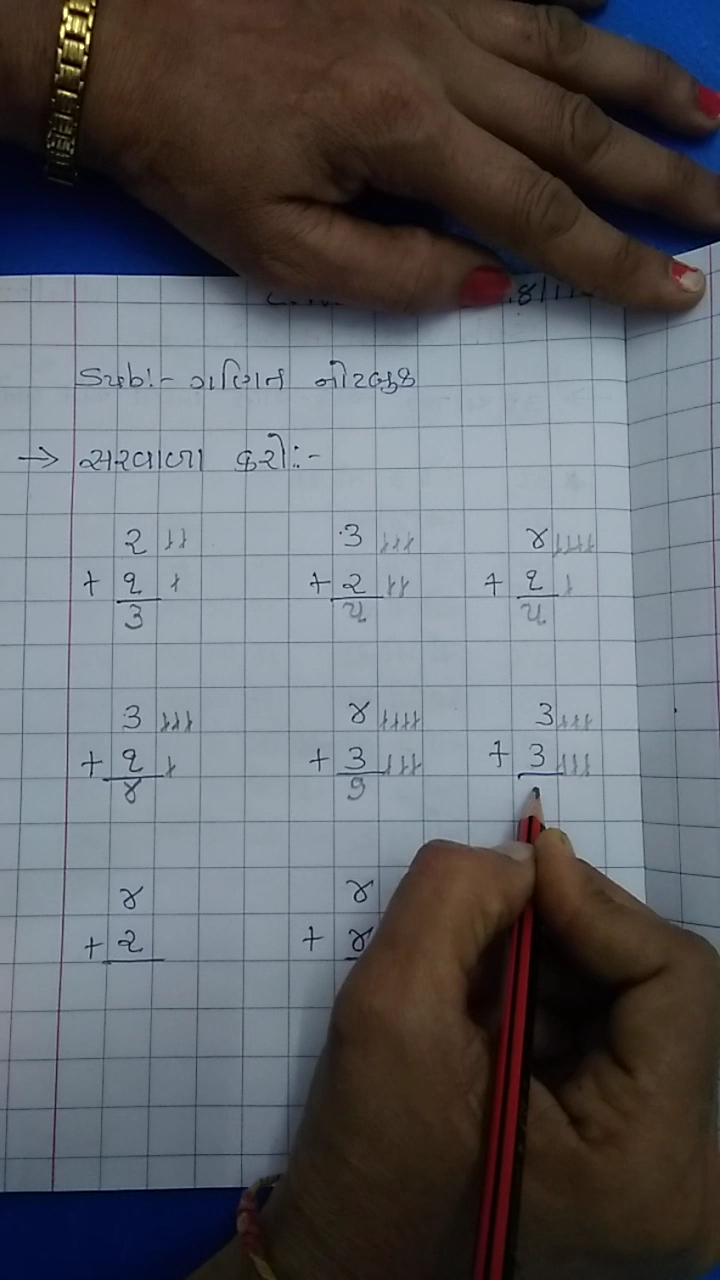 Sub:- ગણિત નોટબુક
→ સરવાળા કરો:-
૨ ૩ ૪
+ ૧ + ૨ + ૧
૩ ૫ ૫
૩ ૪ ૩
+ ૧ + ૩ + ૩
૪ ૭
૪ ૪
+ ૨ + ૪